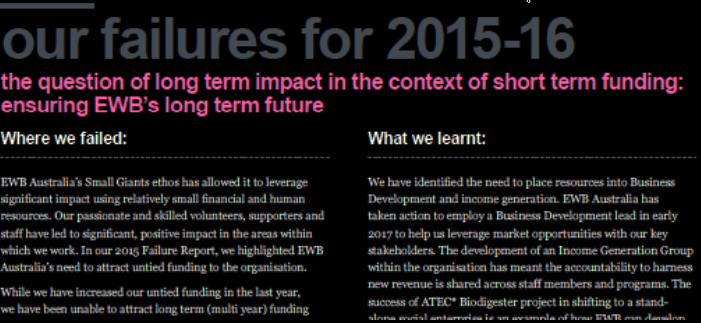 our failures for 2015-16
the question of long term impact in the context of short term funding:
ensuring EWB's long term future
Where we failed:
EWB Australia's Small Giants ethos has allowed it to leverage
significant impact using relatively small financial and human
resources. Our passionate and skilled volunteers, supporters and
staff have led to significant, positive impact in the areas within
which we work. In our 2015 Failure Report, we highlighted EWB
Australia's need to attract untied funding to the organisation.
While we have increased our untied funding in the last year,
we have been unable to attract long term (multi year) funding
What we learnt:
We have identified the need to place resources into Business
Development and income generation. EWB Australia has
taken action to employ a Business Development lead in early
2017 to help us leverage market opportunities with our key
stakeholders. The development of an Income Generation Group
within the organisation has meant the accountability to harness
new revenue is shared across staff members and programs. The
success of ATEC* Biodigester project in shifting to a stand-
alone social enterprise is an example of how EWB can develop